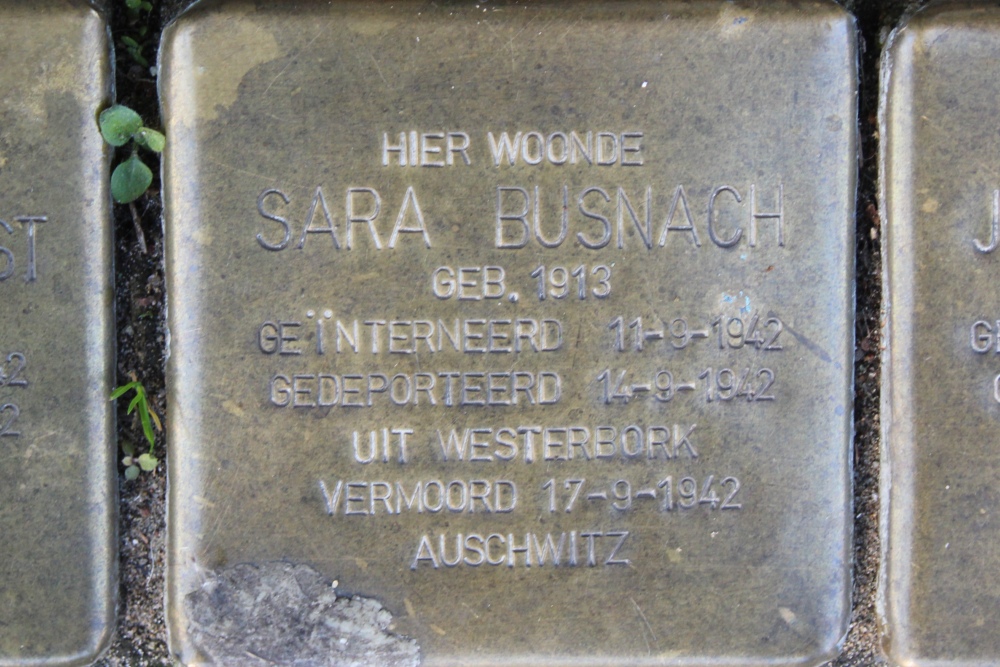 HIER WOONDE
SARA BUSNACH
GEB. 1913
GEÏNTERNEERD 11-9-1942
GEDEPORTEERD 14-9-1942
UIT WESTERBORK
VERMOORD 17-9-1942
AUSCHWITZ